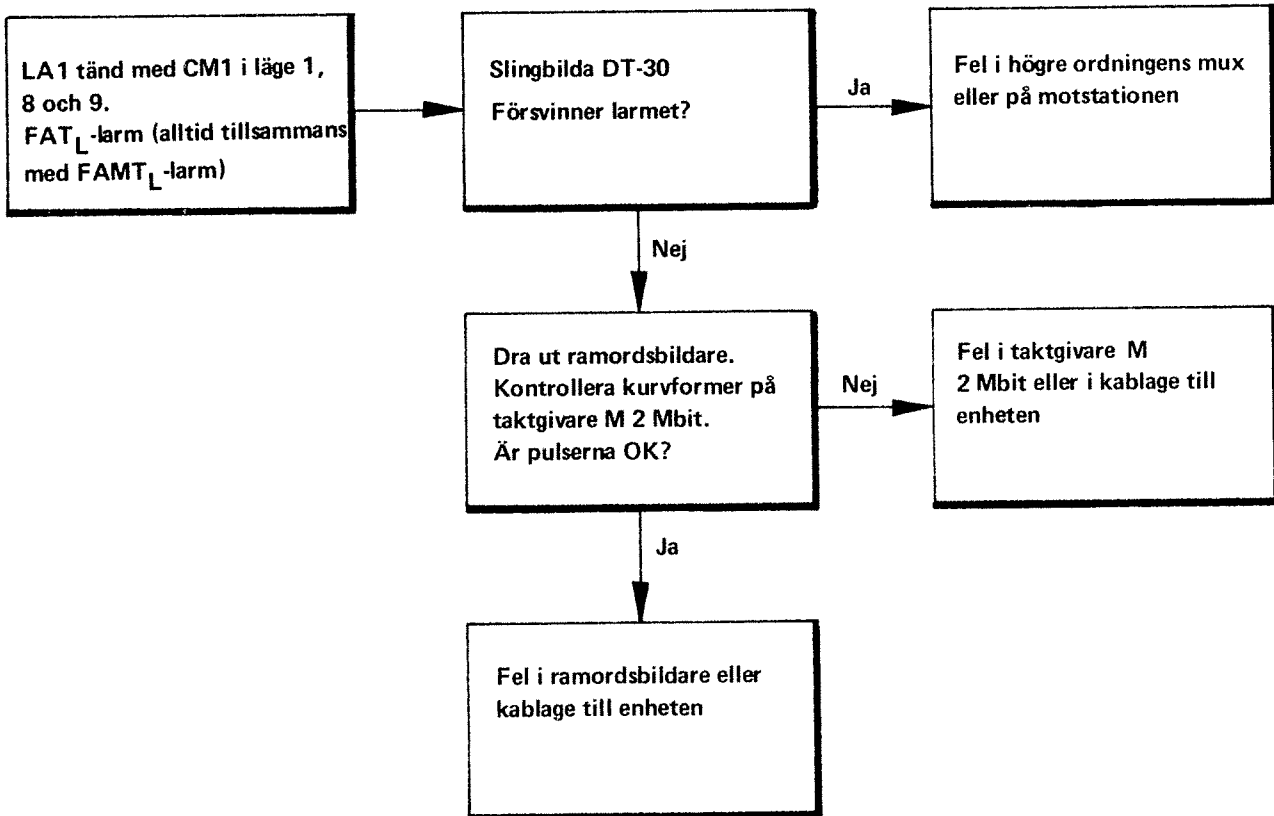 LA1 tänd med CM1 i läge 1,
8 och 9.
FATL-larm (alltid tillsammans
med FAMTL-larm)
Slingbilda DT-30
Försvinner larmet?
Ja
Fel i högre ordningens mux
eller på motstationen
Nej
Dra ut ramordsbildare.
Kontrollera kurvformer på
taktgivare M 2 Mbit.
Är pulserna OK?
Nej
Fel i taktgivare M
2 Mbit eller i kablage till
enheten
Ja
Fel i ramordsbildare eller
kablage till enheten